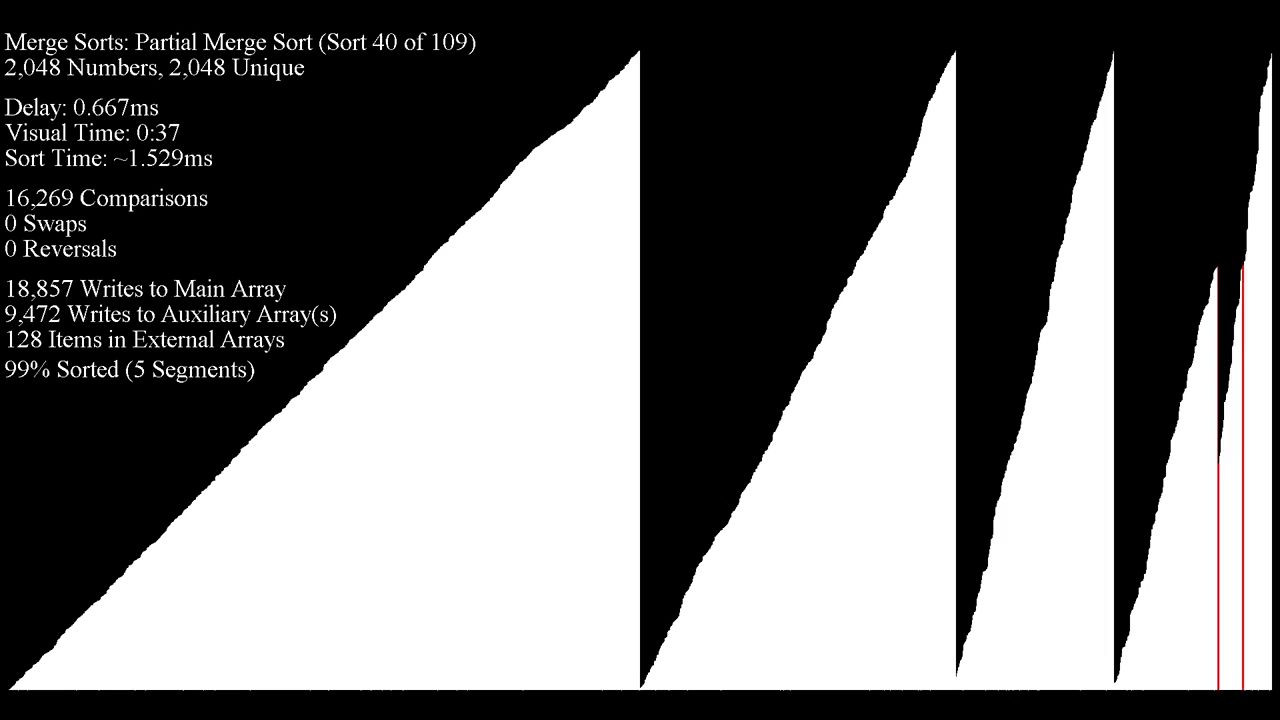 Merge Sorts: Partial Merge Sort (Sort 40 of 109)
2,048 Numbers, 2,048 Unique
Delay: 0.667ms
Visual Time: 0:37
Sort Time: ~1.529ms
16,269 Comparisons
0 Swaps
0 Reversals
18,857 Writes to Main Array
9,472 Writes to Auxiliary Array(s)
128 Items in External Arrays
99% Sorted (5 Segments)